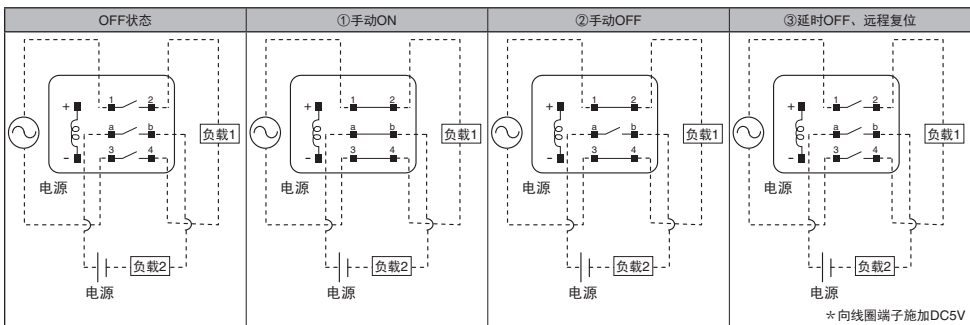 OFF状态
①手动ON
②手动OFF
③延时OFF、远程复位
1 2
+
a b
负载1
-
3 4
电源
负载2
电源
1 2
+
a b
负载1
-
3 4
电源
负载2
电源
1 2
+
a b
负载1
-
3 4
电源
负载2
电源
1 2
+
a b
负载1
-
3 4
电源
负载2
电源
＊向线圈端子施加DC5V